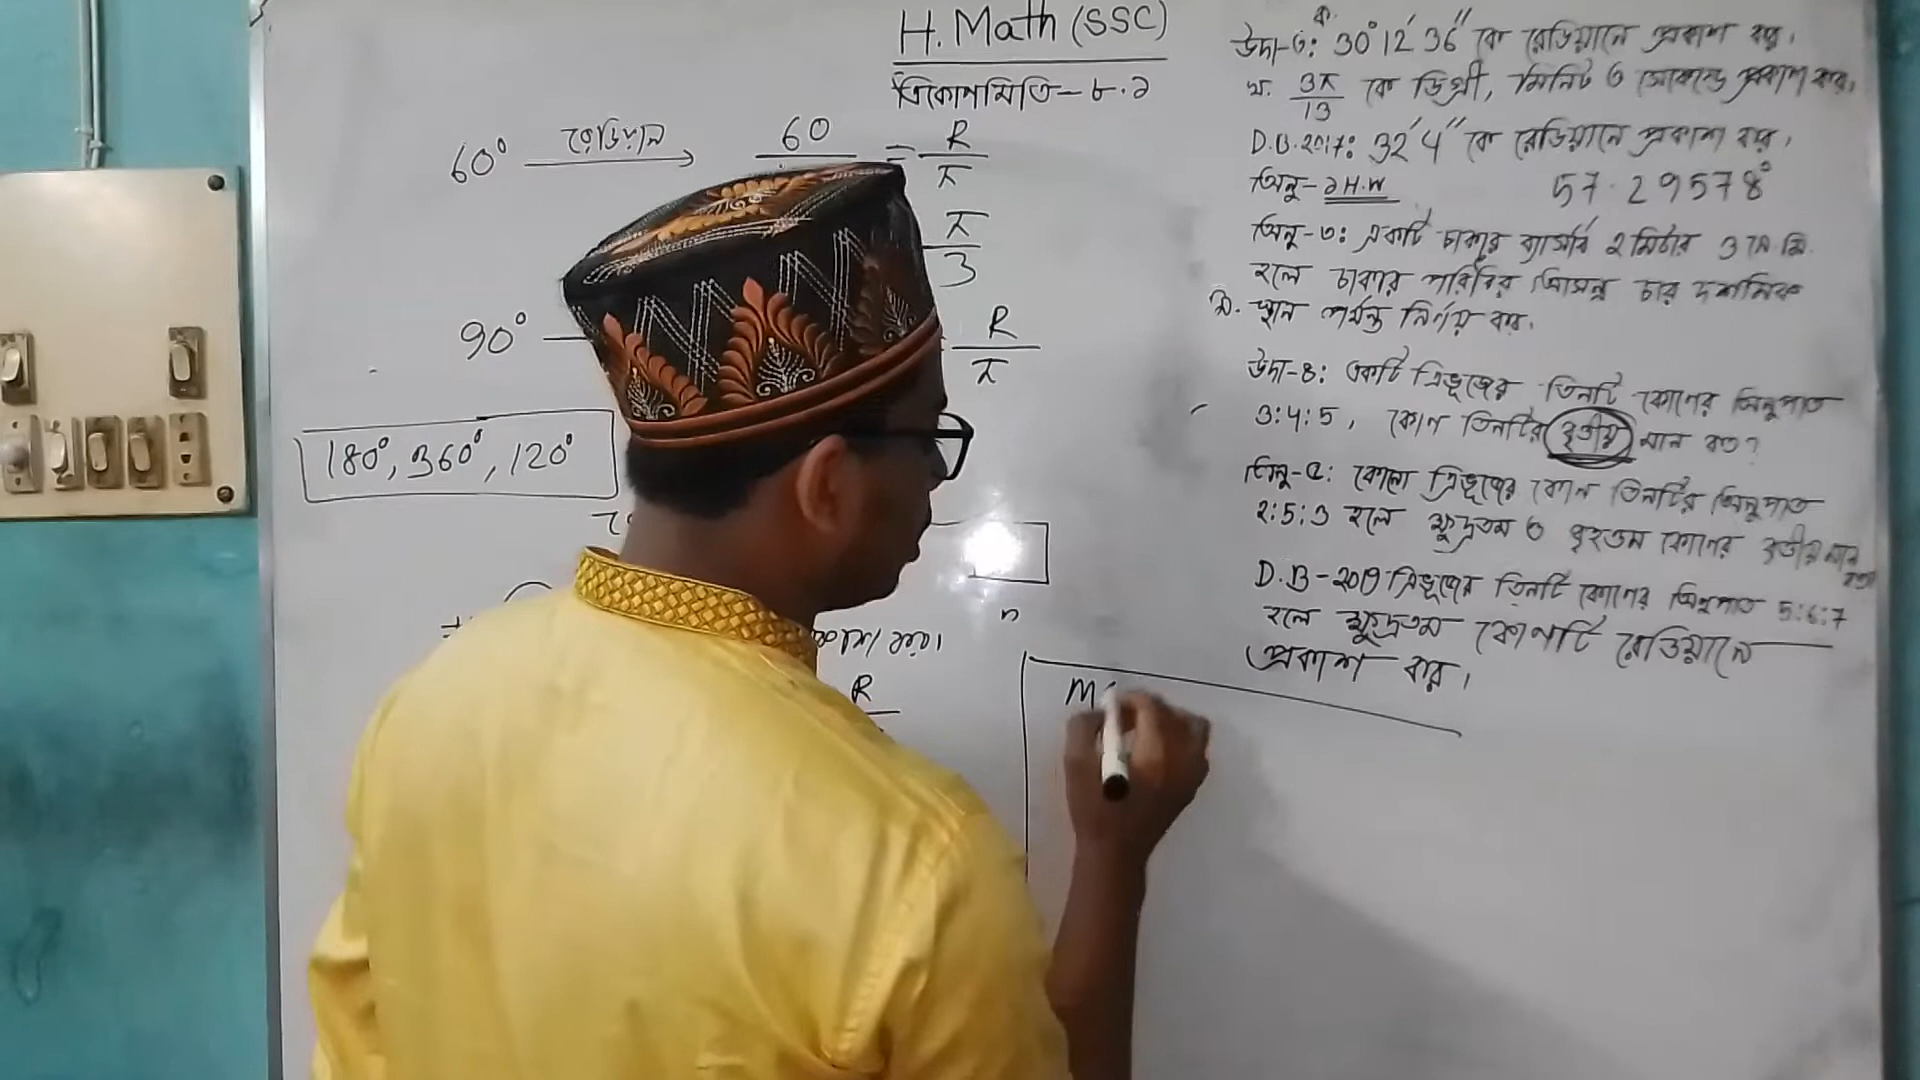 H. Math (SSC)
ত্রিকোণমিতি- ৮.১
60° রেডিয়ান → 60 = R/π
π/3
90° R/π
180°, 360°, 120°
n
R
M
উদা-৩: ক. 30°12'36" কে রেডিয়ানে প্রকাশ কর।
খ. 3π/13 কে ডিগ্রী, মিনিট ও সেকেন্ডে প্রকাশ কর।
D.B.2017: 32'4" কে রেডিয়ানে প্রকাশ কর।
অনু- ১ H.W 57.29578°
অনু-৩: একটি চাকার ব্যাসার্ধ ২ মিটার 3 সে.মি.
হলে চাকার পরিধির আসন্ন চার দশমিক
স্থান পর্যন্ত নির্ণয় কর।
উদা-৪: একটি ত্রিভুজের তিনটি কোণের অনুপাত
3:4:5, কোণ তিনটির বৃত্তীয় মান কত?
অনু-৫: কোনো ত্রিভুজের কোণ তিনটির অনুপাত
২:5:3 হলে ক্ষুদ্রতম ও বৃহত্তম কোণের বৃত্তীয় মান কত?
ত্রিভুজের তিনটি কোণের অনুপাত 5:6:7
হলে ক্ষুদ্রতম কোণটি রেডিয়ানে
প্রকাশ কর।